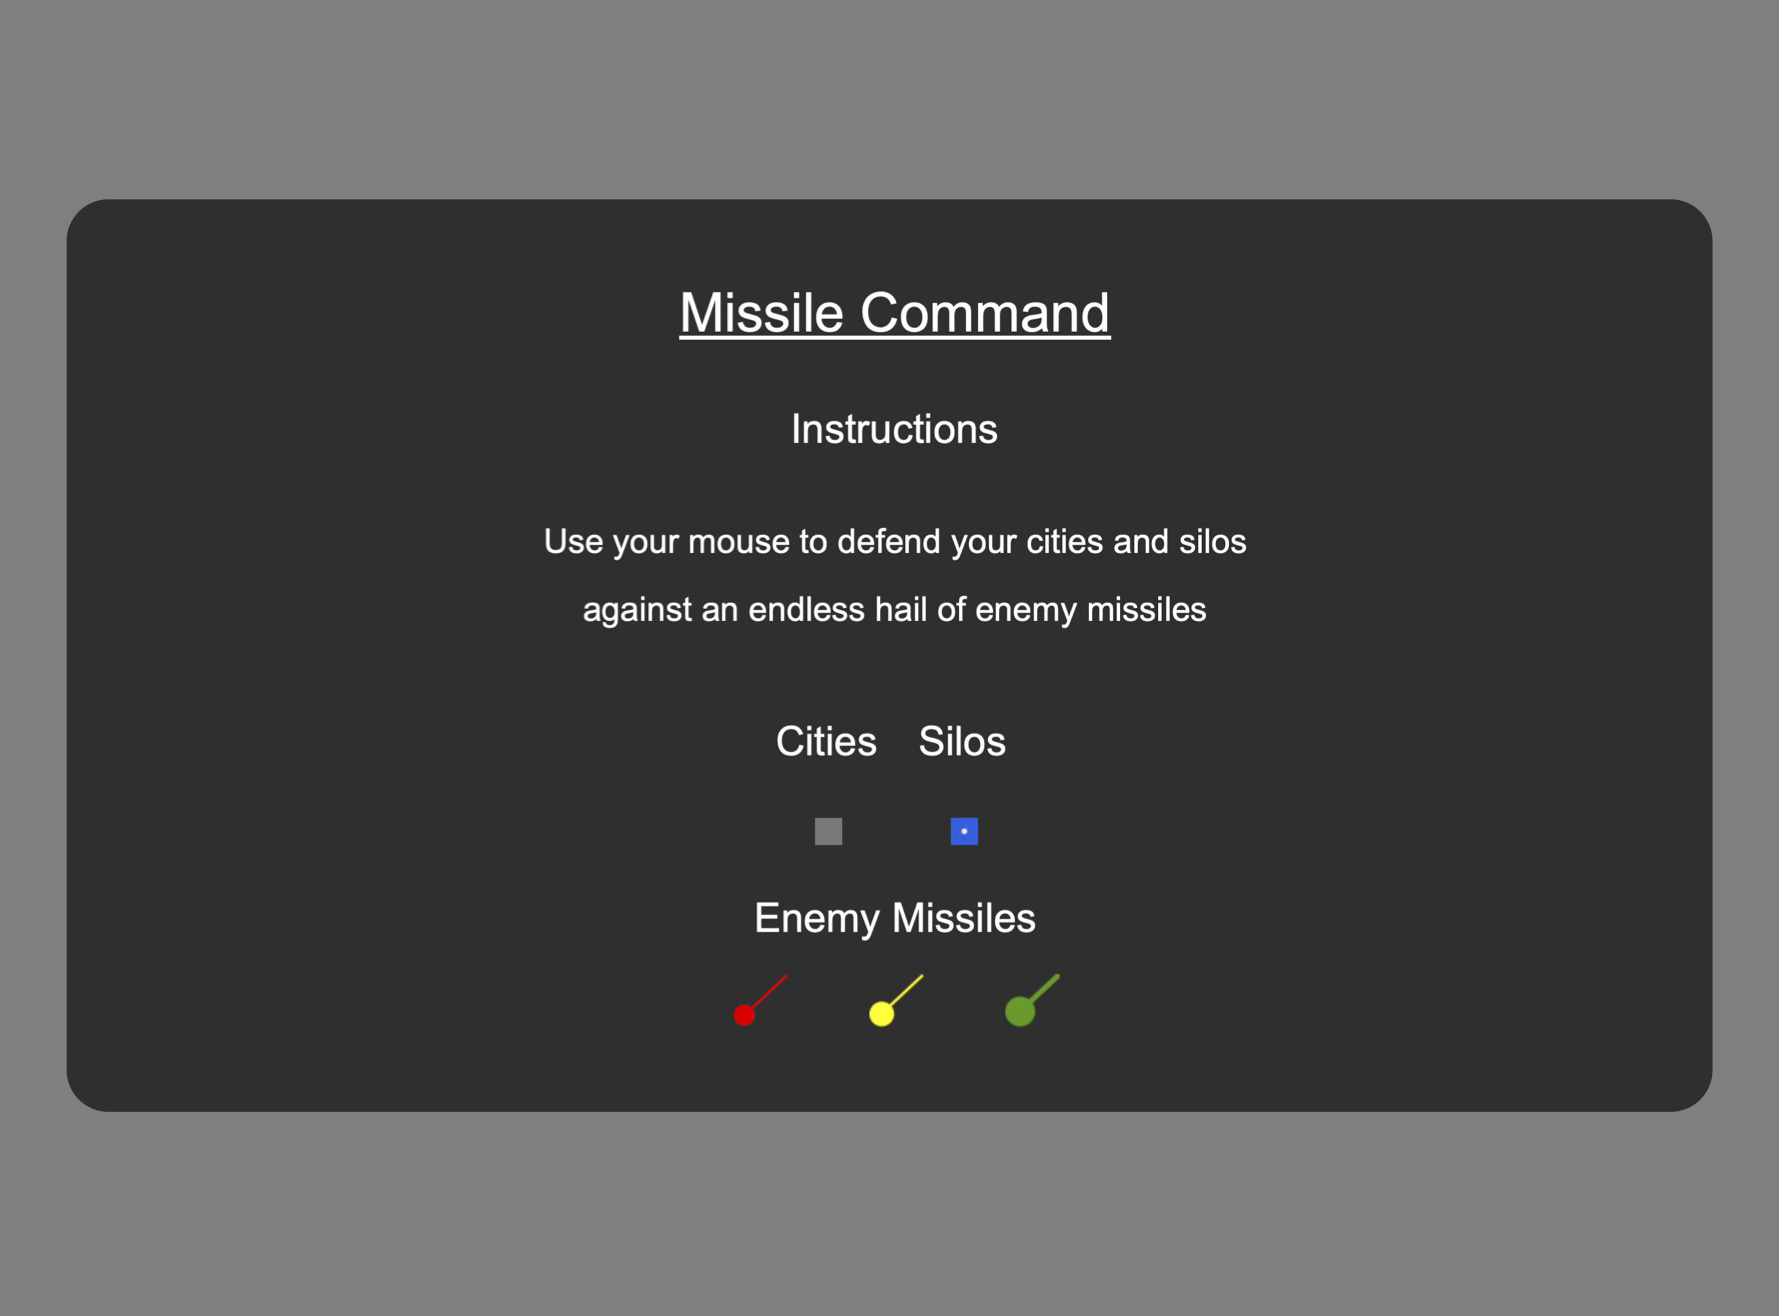 Missile Command
Instructions
Use your mouse to defend your cities and silos
against an endless hail of enemy missiles
Cities Silos
Enemy Missiles